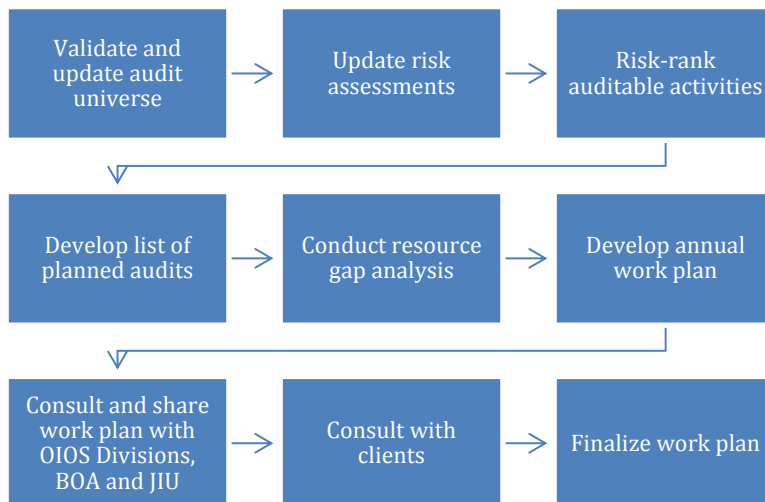 Validate and
update audit
universe
Update risk
assessments
Risk-rank
auditable activities
Develop list of
planned audits
Conduct resource
gap analysis
Develop annual
work plan
Consult and share
work plan with
OIOS Divisions,
BOA and JIU
Consult with
clients
Finalize work plan